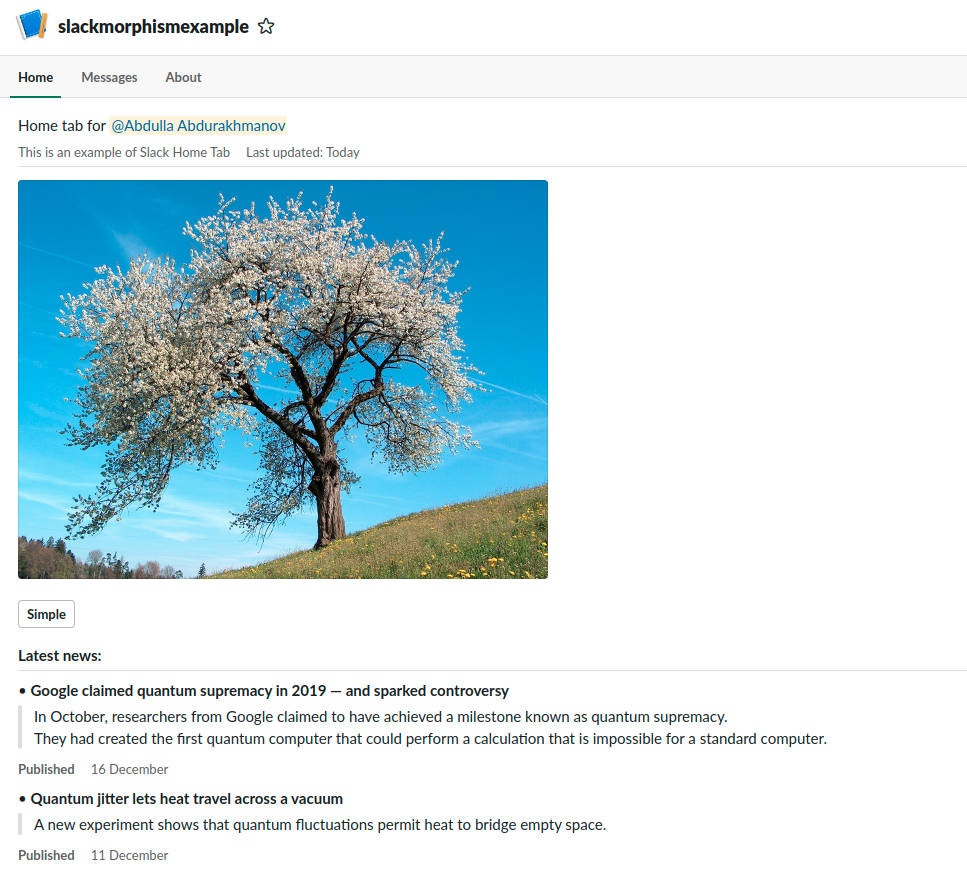 slackmorphismexample
Home Messages About
Home tab for @Abdulla Abdurakhmanov
This is an example of Slack Home Tab Last updated: Today
Simple
Latest news:
• Google claimed quantum supremacy in 2019 — and sparked controversy
In October, researchers from Google claimed to have achieved a milestone known as quantum supremacy.
They had created the first quantum computer that could perform a calculation that is impossible for a standard computer.
Published 16 December
• Quantum jitter lets heat travel across a vacuum
A new experiment shows that quantum fluctuations permit heat to bridge empty space.
Published 11 December